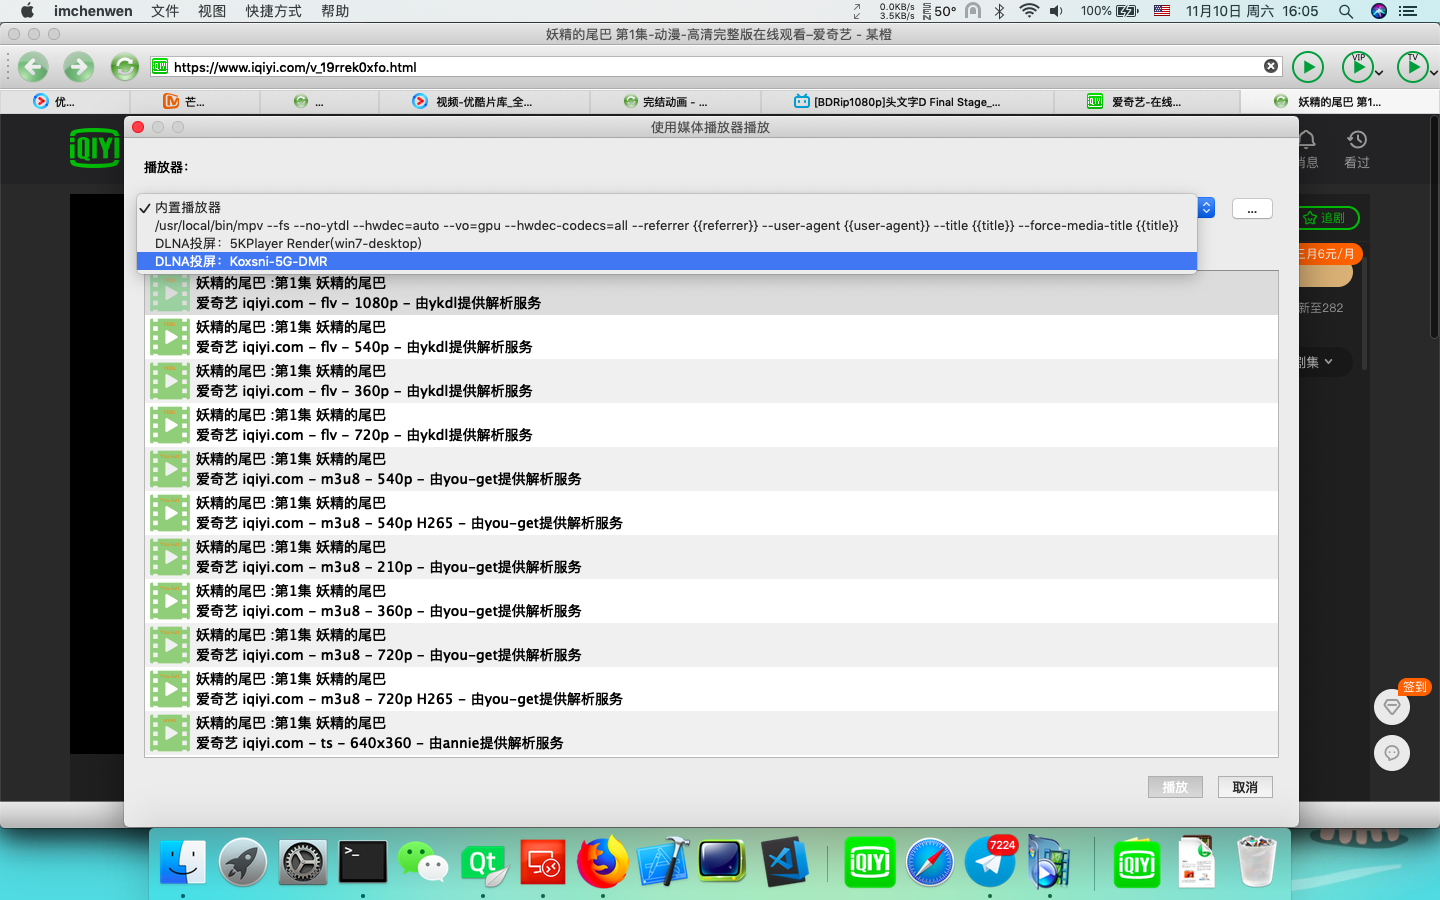 imchenwen 文件 视图 快捷方式 帮助 0.0KB/s 3.5KB/s 50° 100% 11月10日 周六 16:05
妖精的尾巴 第1集-动漫-高清完整版在线观看-爱奇艺 - 某橙
https://www.iqiyi.com/v_19rrek0xfo.html VIP TV
优... 芒... ... 视频-优酷片库_全... 完结动画 - ... [BDRip1080p]头文字D Final Stage_... 爱奇艺-在线... 妖精的尾巴 第1...
使用媒体播放器播放
iQIYI 消息 看过
播放器:
✓ 内置播放器
...
追剧
/usr/local/bin/mpv --fs --no-ytdl --hwdec=auto --vo=gpu --hwdec-codecs=all --referrer {{referrer}} --user-agent {{user-agent}} --title {{title}} --force-media-title {{title}}
DLNA投屏：5KPlayer Render(win7-desktop)
DLNA投屏：Koxsni-5G-DMR
三月6元/月
新至282
剧集
妖精的尾巴 :第1集 妖精的尾巴
爱奇艺 iqiyi.com - flv - 1080p - 由ykdl提供解析服务
妖精的尾巴 :第1集 妖精的尾巴
爱奇艺 iqiyi.com - flv - 540p - 由ykdl提供解析服务
妖精的尾巴 :第1集 妖精的尾巴
爱奇艺 iqiyi.com - flv - 360p - 由ykdl提供解析服务
妖精的尾巴 :第1集 妖精的尾巴
爱奇艺 iqiyi.com - flv - 720p - 由ykdl提供解析服务
妖精的尾巴 :第1集 妖精的尾巴
爱奇艺 iqiyi.com - m3u8 - 540p - 由you-get提供解析服务
妖精的尾巴 :第1集 妖精的尾巴
爱奇艺 iqiyi.com - m3u8 - 540p H265 - 由you-get提供解析服务
妖精的尾巴 :第1集 妖精的尾巴
爱奇艺 iqiyi.com - m3u8 - 210p - 由you-get提供解析服务
妖精的尾巴 :第1集 妖精的尾巴
爱奇艺 iqiyi.com - m3u8 - 360p - 由you-get提供解析服务
妖精的尾巴 :第1集 妖精的尾巴
爱奇艺 iqiyi.com - m3u8 - 720p - 由you-get提供解析服务
妖精的尾巴 :第1集 妖精的尾巴
爱奇艺 iqiyi.com - m3u8 - 720p H265 - 由you-get提供解析服务
妖精的尾巴 :第1集 妖精的尾巴
爱奇艺 iqiyi.com - ts - 640x360 - 由annie提供解析服务
签到
播放 取消
Qt iQIYI 7224 iQIYI